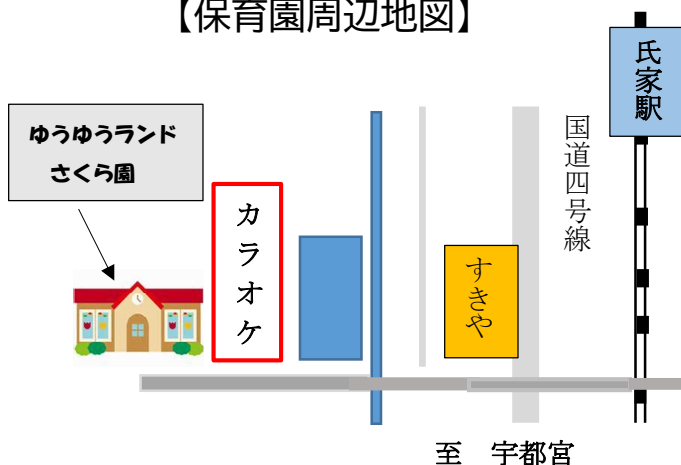 【保育園周辺地図】
氏家駅
ゆうゆうランド
さくら園
国道四号線
カラオケ
すきや
至　宇都宮